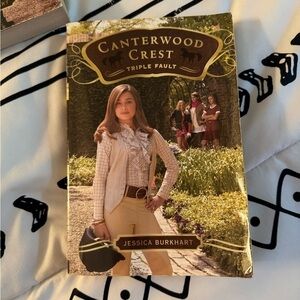 CANTERWOOD
CREST
TRIPLE FAULT
JESSICA BURKHART